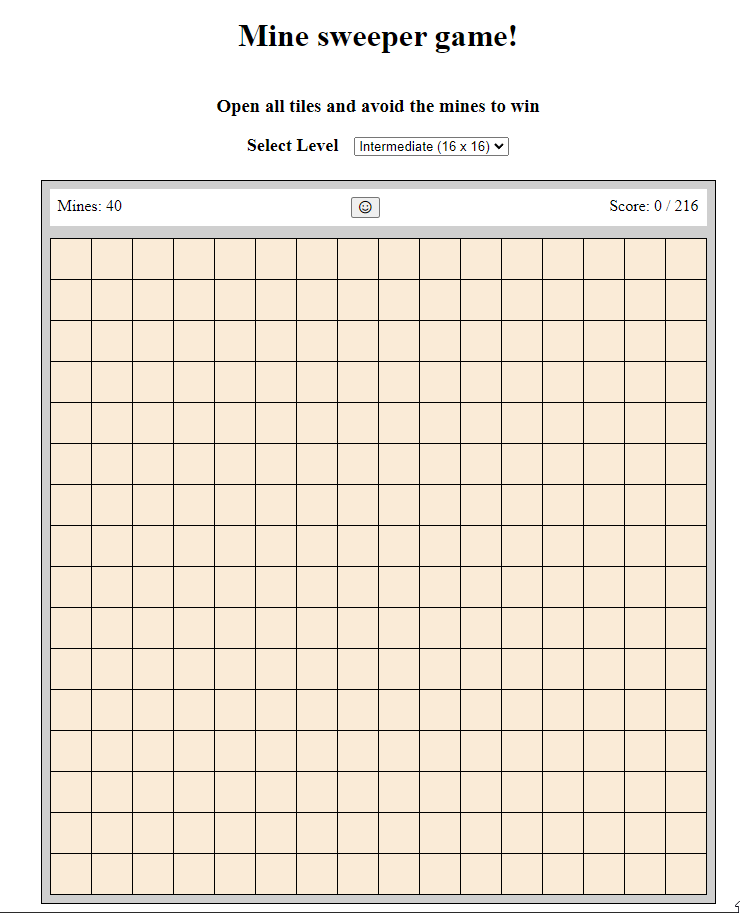 Mine sweeper game!
Open all tiles and avoid the mines to win
Select Level Intermediate (16 x 16)
Mines: 40 Score: 0 / 216